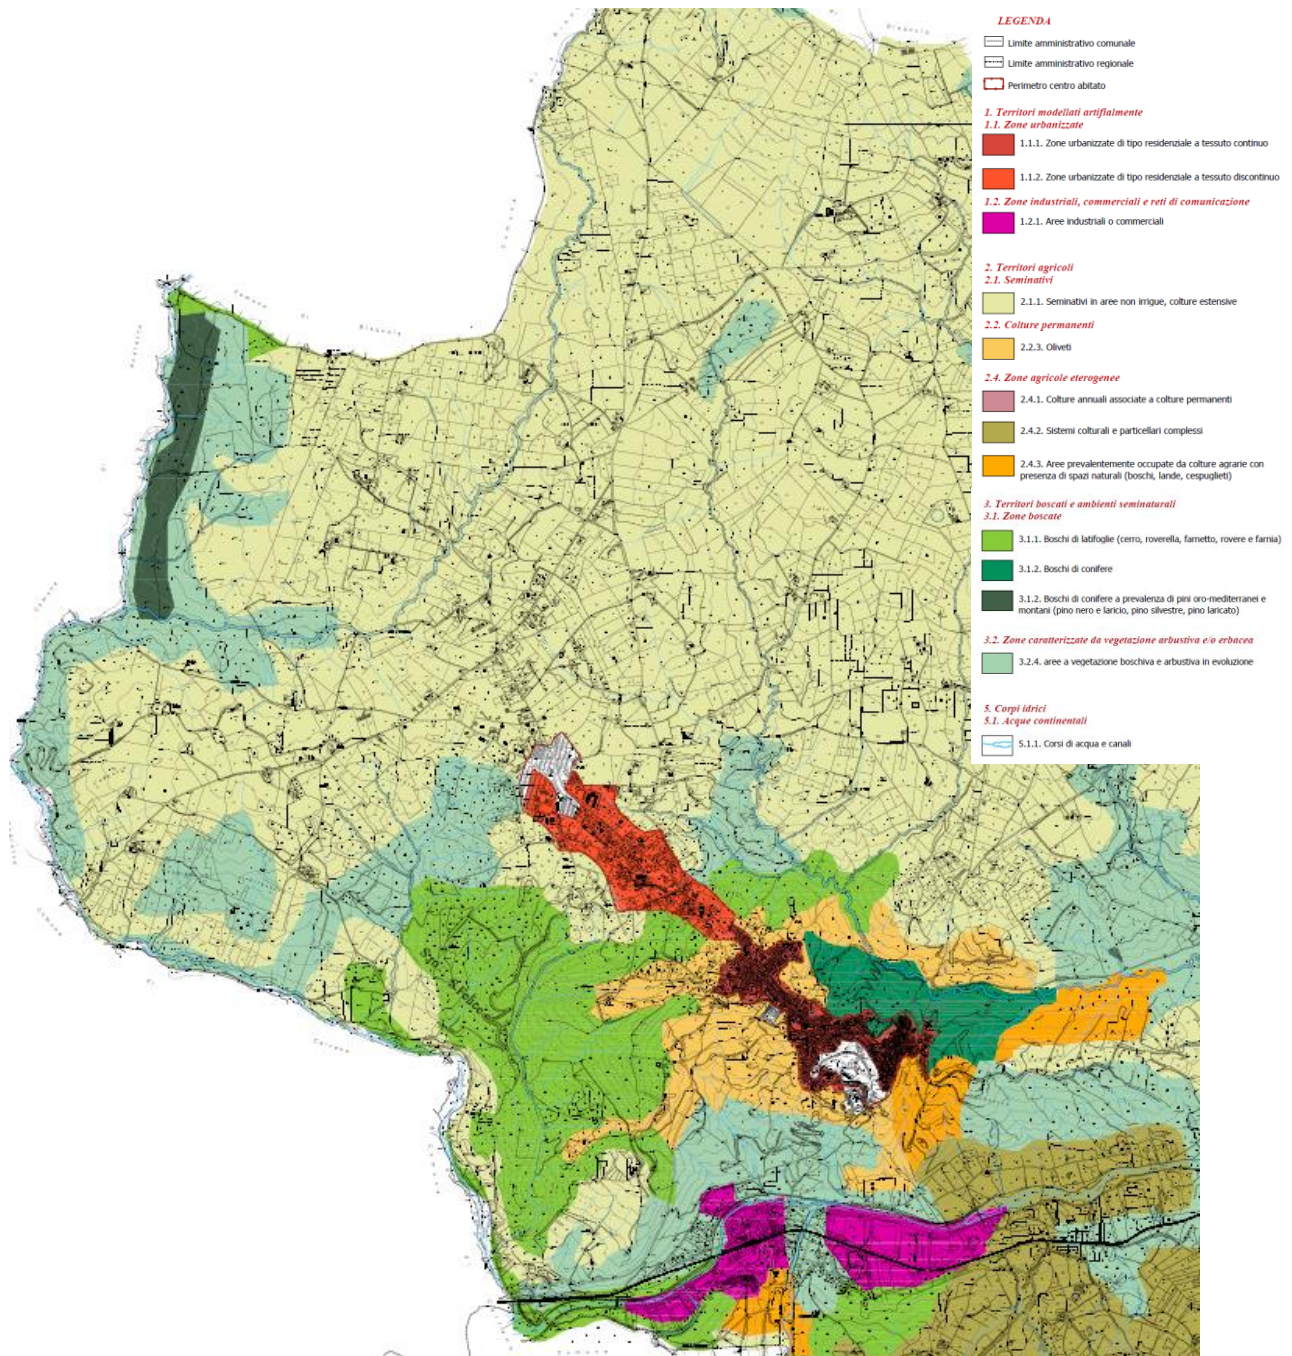 LEGENDA
Limite amministrativo comunale
Limite amministrativo regionale
Perimetro centro abitato
1. Territori modellati artifialmente
1.1. Zone urbanizzate
1.1.1. Zone urbanizzate di tipo residenziale a tessuto continuo
1.1.2. Zone urbanizzate di tipo residenziale a tessuto discontinuo
1.2. Zone industriali, commerciali e reti di comunicazione
1.2.1. Aree industriali o commerciali
2. Territori agricoli
2.1. Seminativi
2.1.1. Seminativi in aree non irrigue, colture estensive
2.2. Colture permanenti
2.2.3. Oliveti
2.4. Zone agricole eterogenee
2.4.1. Colture annuali associate a colture permanenti
2.4.2. Sistemi colturali e particellari complessi
2.4.3. Aree prevalentemente occupate da colture agrarie con
presenza di spazi naturali (boschi, lande, cespuglieti)
3. Territori boscati e ambienti seminaturali
3.1. Zone boscate
3.1.1. Boschi di latifoglie (cerro, roverella, farnetto, rovere e farnia)
3.1.2. Boschi di conifere
3.1.2. Boschi di conifere a prevalenza di pini oro-mediterranei e
montani (pino nero e laricio, pino silvestre, pino laricato)
3.2. Zone caratterizzate da vegetazione arbustiva e/o erbacea
3.2.4. aree a vegetazione boschiva e arbustiva in evoluzione
5. Corpi idrici
5.1. Acque continentali
5.1.1. Corsi di acqua e canali